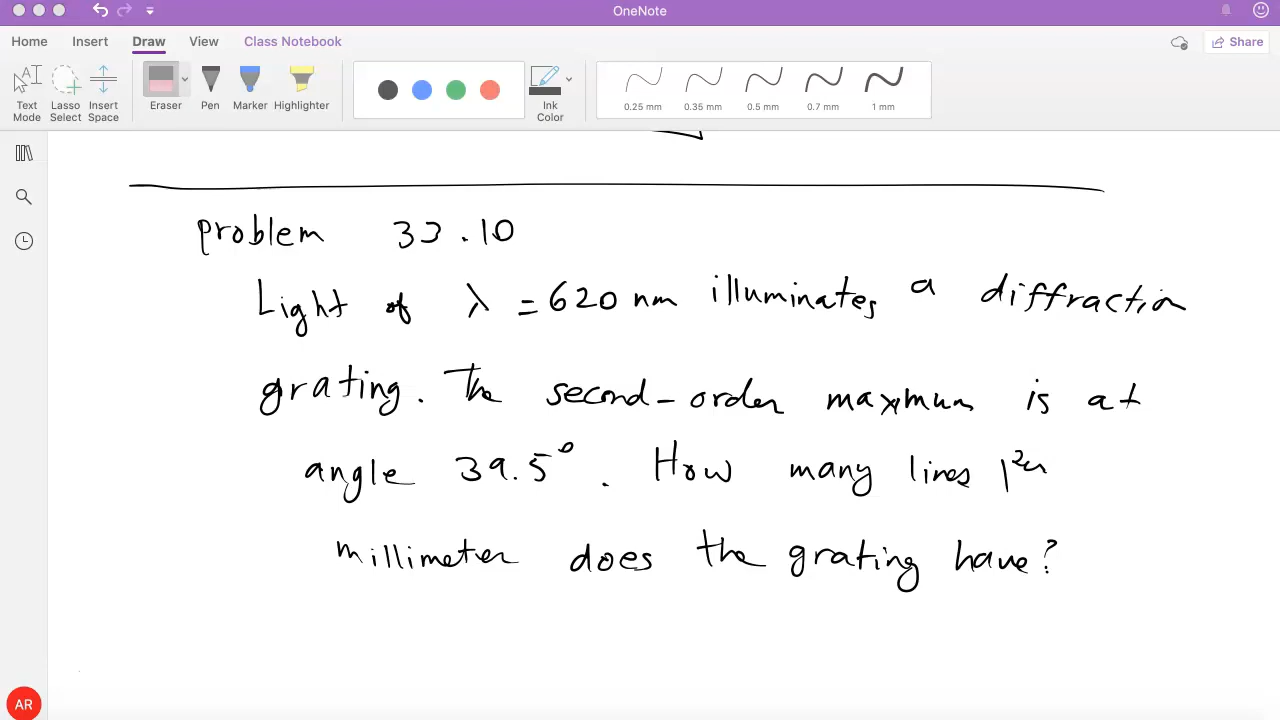 OneNote
Home Insert Draw View Class Notebook Share
Text Mode Lasso Select Insert Space Eraser Pen Marker Highlighter Ink Color 0.25 mm 0.35 mm 0.5 mm 0.7 mm 1 mm
Problem 33.10
Light of λ = 620 nm illuminates a diffraction
grating. The second-order maximum is at
angle 39.5°. How many lines per
millimeter does the grating have?
AR